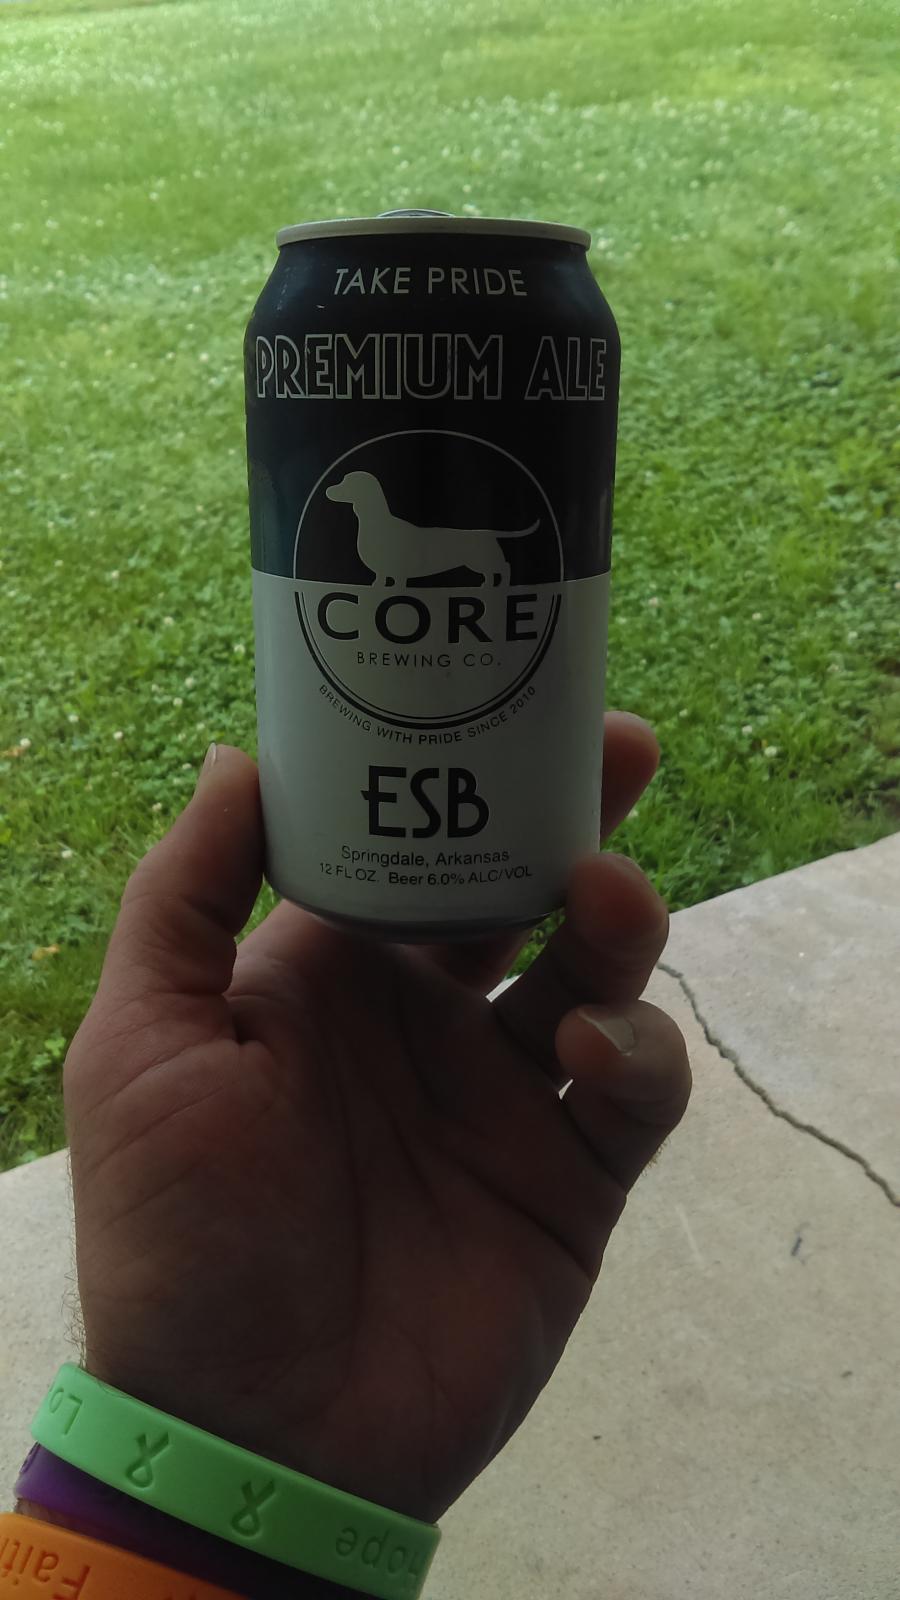 TAKE PRIDE
PREMIUM ALE
CORE
BREWING CO.
BREWING WITH PRIDE SINCE 2010
ESB
Springdale, Arkansas
12 FL OZ. Beer 6.0% ALC/VOL
hope
Faith